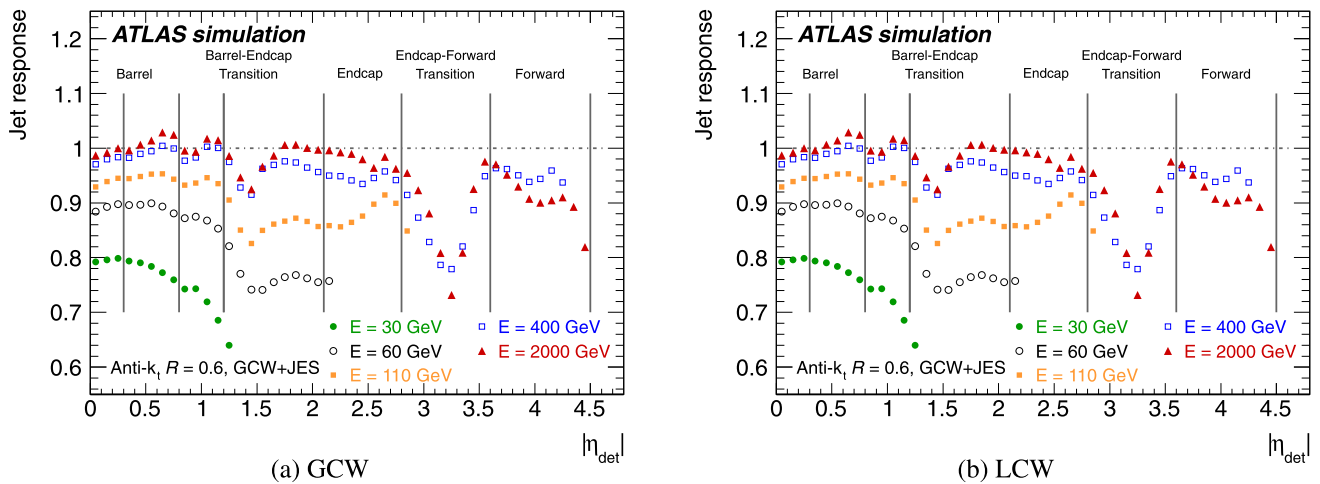 ATLAS simulation
Barrel-Endcap
Endcap-Forward
Barrel
Transition
Endcap
Transition
Forward
Jet response
1.2
1.1
1
0.9
0.8
0.7
0.6
E = 30 GeV
E = 400 GeV
E = 60 GeV
E = 2000 GeV
E = 110 GeV
Anti-kt R = 0.6, GCW+JES
0 0.5 1 1.5 2 2.5 3 3.5 4 4.5
|ηdet|
(a) GCW
ATLAS simulation
Barrel-Endcap
Endcap-Forward
Barrel
Transition
Endcap
Transition
Forward
Jet response
1.2
1.1
1
0.9
0.8
0.7
0.6
E = 30 GeV
E = 400 GeV
E = 60 GeV
E = 2000 GeV
E = 110 GeV
Anti-kt R = 0.6, GCW+JES
0 0.5 1 1.5 2 2.5 3 3.5 4 4.5
|ηdet|
(b) LCW